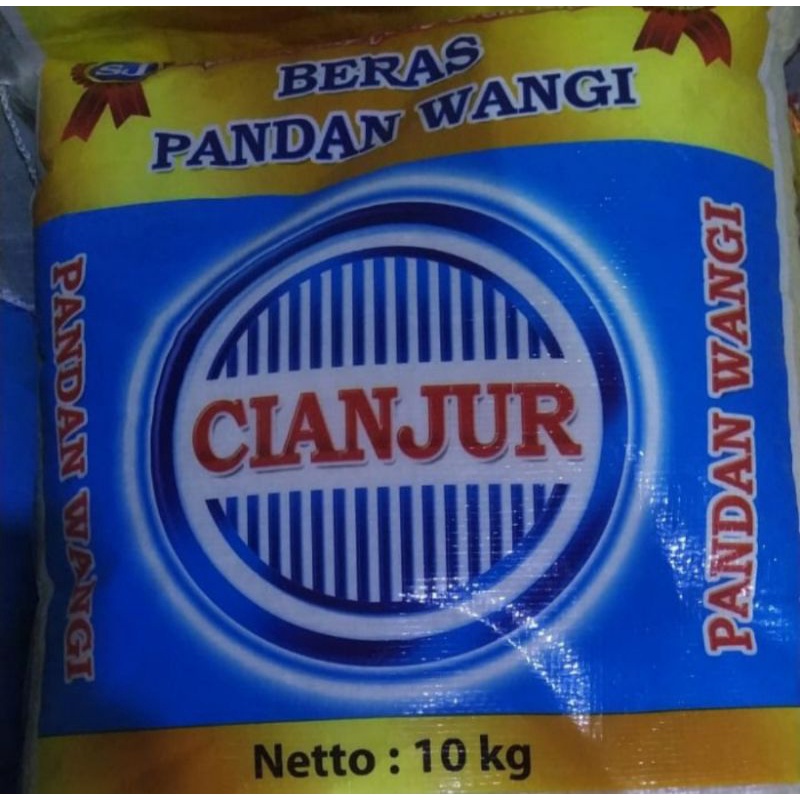 SJ
BERAS
PANDAN WANGI
PANDAN WANGI
CIANJUR
PANDAN WANGI
Netto : 10 kg